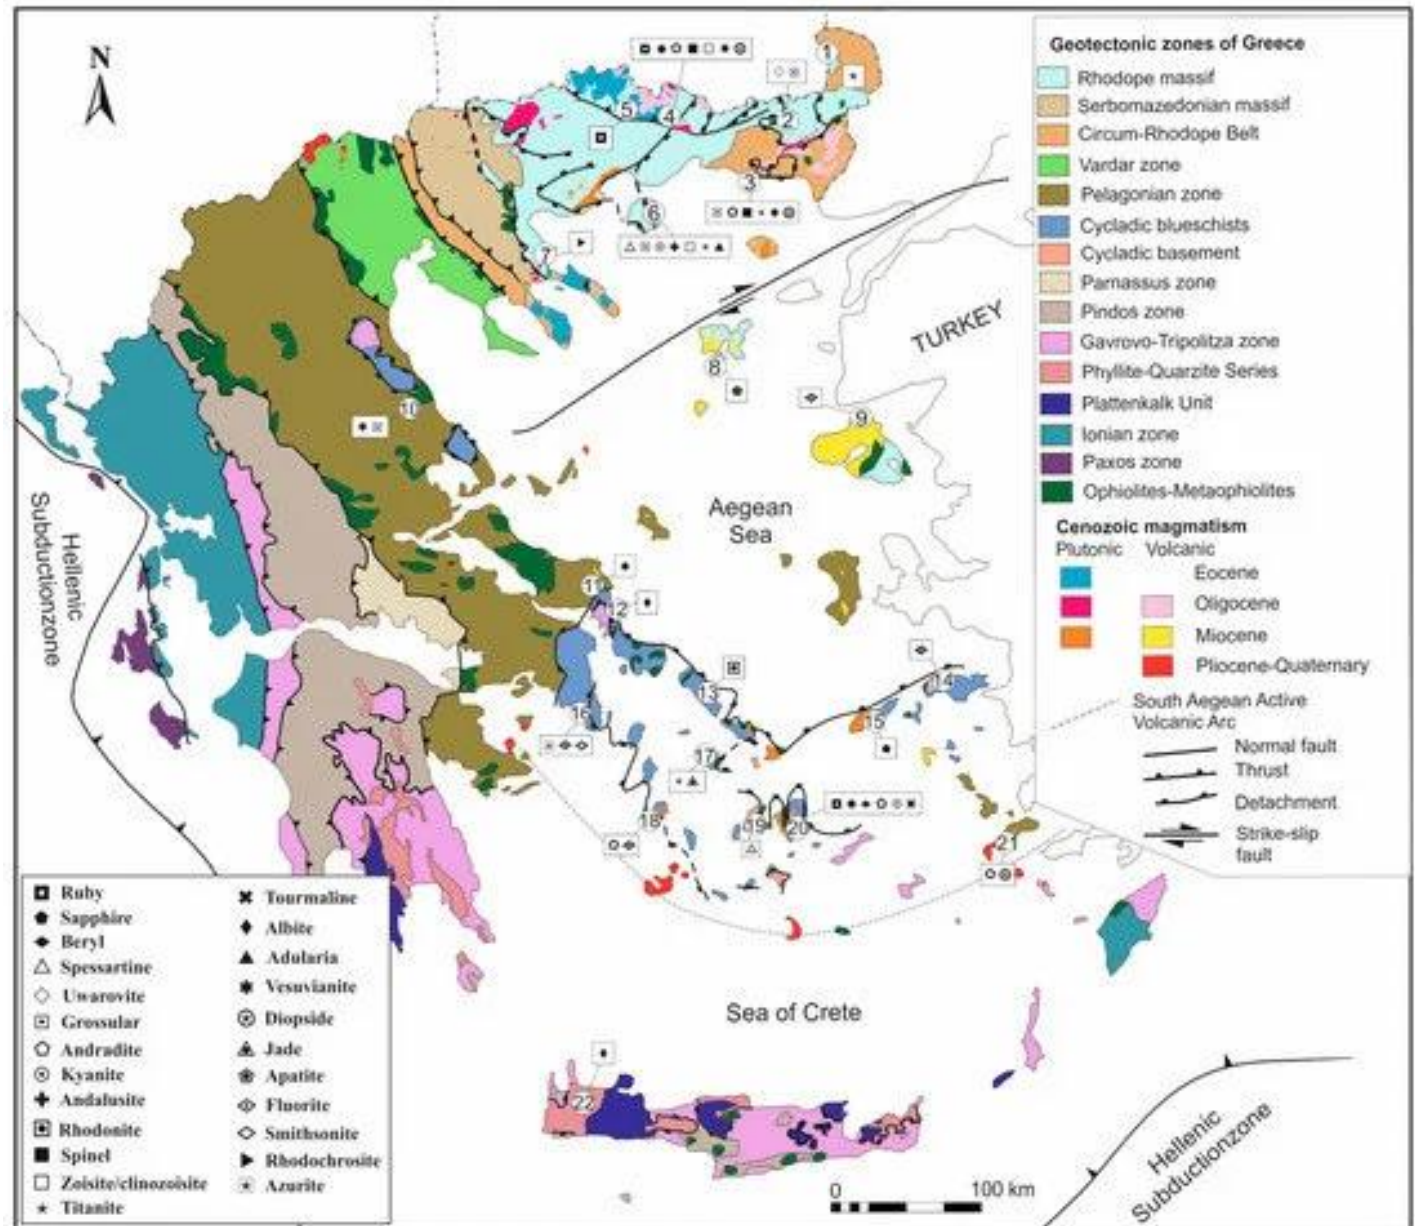 N
Geotectonic zones of Greece
Rhodope massif
Serbomazedonian massif
Circum-Rhodope Belt
Vardar zone
Pelagonian zone
Cycladic blueschists
Cycladic basement
Parnassus zone
Pindos zone
Gavrovo-Tripolitza zone
Phyllite-Quarzite Series
Plattenkalk Unit
Ionian zone
Paxos zone
Ophiolites-Metaophiolites
Cenozoic magmatism
Plutonic Volcanic
Eocene
Oligocene
Miocene
Pliocene-Quaternary
South Aegean Active
Volcanic Arc
Normal fault
Thrust
Detachment
Strike-slip
fault
1
2
3
4
5
6
7
8
9
10
11
12
13
14
15
16
17
18
19
20
21
22
TURKEY
Aegean
Sea
Hellenic
Subductionzone
Sea of Crete
Hellenic
Subductionzone
0 100 km
Ruby
Sapphire
Beryl
Spessartine
Uwarovite
Grossular
Andradite
Kyanite
Andalusite
Rhodonite
Spinel
Zoisite/clinozoisite
Titanite
Tourmaline
Albite
Adularia
Vesuvianite
Diopside
Jade
Apatite
Fluorite
Smithsonite
Rhodochrosite
Azurite